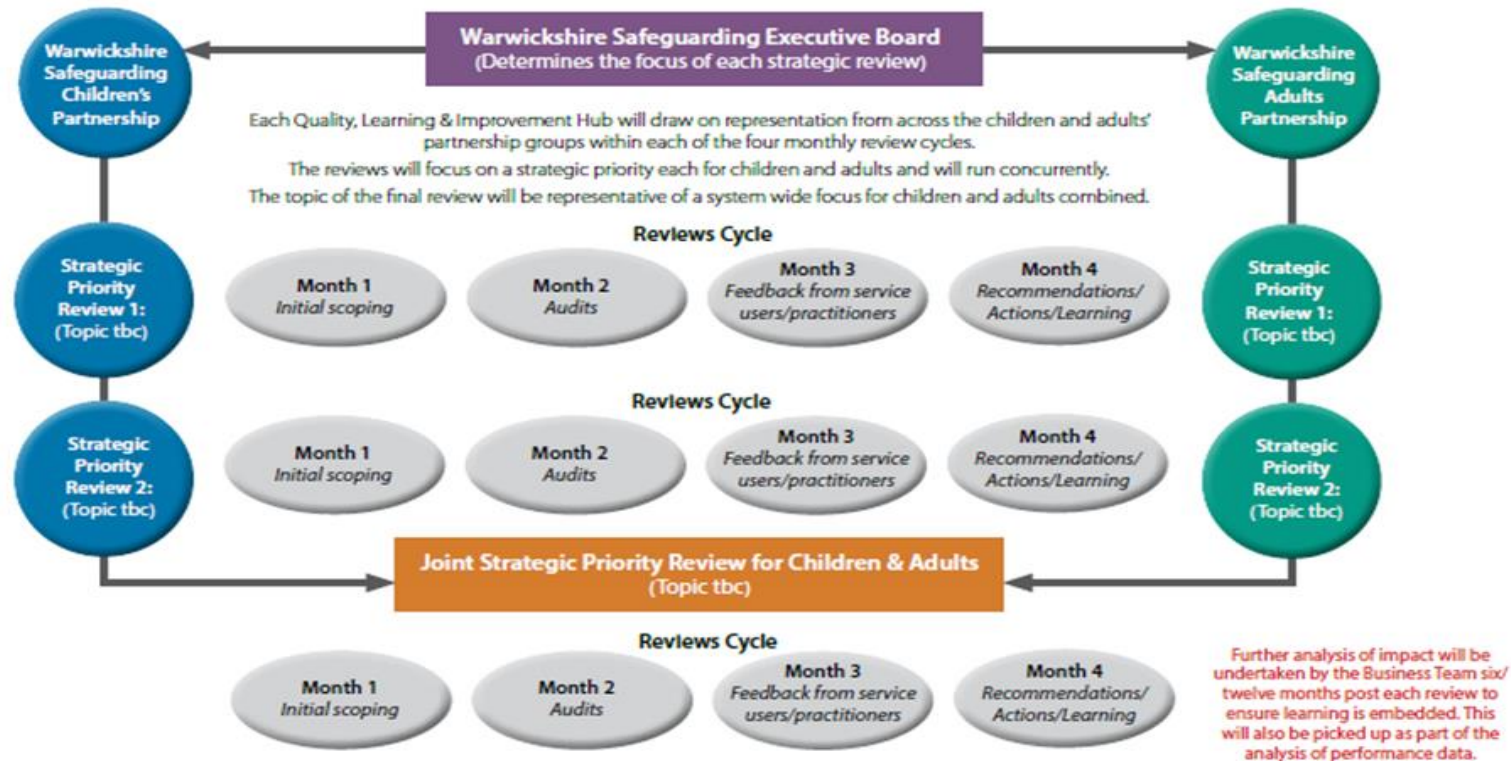 Warwickshire
Safeguarding
Children's
Partnership
Warwickshire Safeguarding Executive Board
(Determines the focus of each strategic review)
Warwickshire
Safeguarding
Adults
Partnership
Each Quality, Learning & Improvement Hub will draw on representation from across the children and adults'
partnership groups within each of the four monthly review cycles.
The reviews will focus on a strategic priority each for children and adults and will run concurrently.
The topic of the final review will be representative of a system wide focus for children and adults combined.
Strategic
Priority
Review 1:
(Topic tbc)
Reviews Cycle
Month 1
Initial scoping
Month 2
Audits
Month 3
Feedback from service
users/practitioners
Month 4
Recommendations/
Actions/Learning
Strategic
Priority
Review 1:
(Topic tbc)
Strategic
Priority
Review 2:
(Topic tbc)
Reviews Cycle
Month 1
Initial scoping
Month 2
Audits
Month 3
Feedback from service
users/practitioners
Month 4
Recommendations/
Actions/Learning
Strategic
Priority
Review 2:
(Topic tbc)
Joint Strategic Priority Review for Children & Adults
(Topic tbc)
Reviews Cycle
Month 1
Initial scoping
Month 2
Audits
Month 3
Feedback from service
users/practitioners
Month 4
Recommendations/
Actions/Learning
Further analysis of impact will be
undertaken by the Business Team six/
twelve months post each review to
ensure learning is embedded. This
will also be picked up as part of the
analysis of performance data.